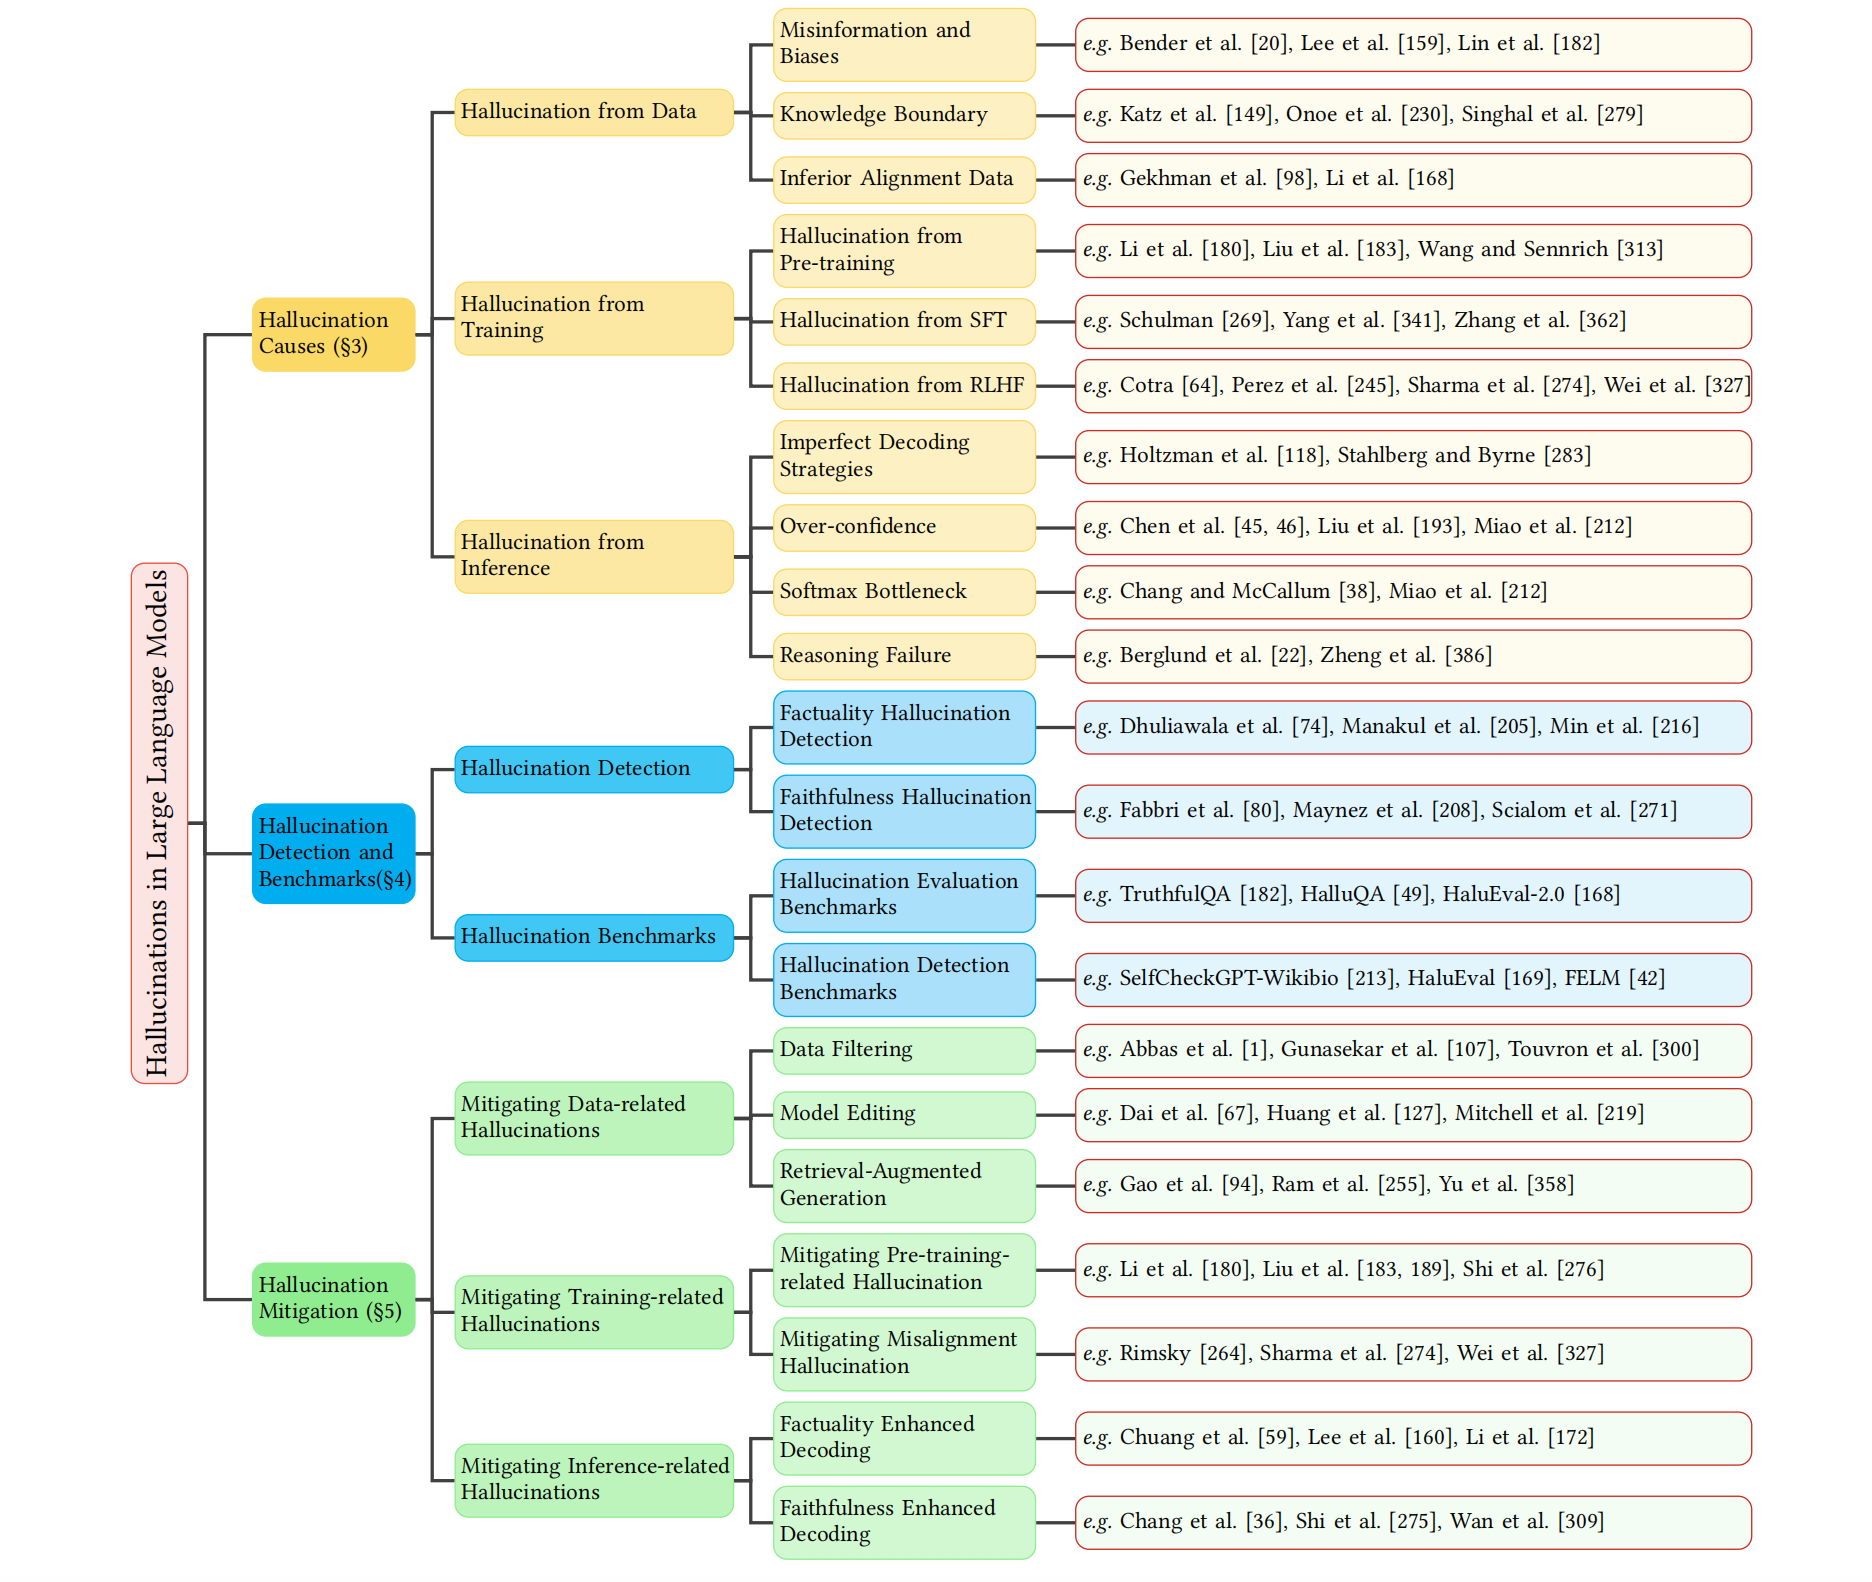 Hallucinations in Large Language Models
Hallucination
Causes (§3)
Hallucination from Data
Misinformation and
Biases
e.g. Bender et al. [20], Lee et al. [159], Lin et al. [182]
Knowledge Boundary
e.g. Katz et al. [149], Onoe et al. [230], Singhal et al. [279]
Inferior Alignment Data
e.g. Gekhman et al. [98], Li et al. [168]
Hallucination from
Training
Hallucination from
Pre-training
e.g. Li et al. [180], Liu et al. [183], Wang and Sennrich [313]
Hallucination from SFT
e.g. Schulman [269], Yang et al. [341], Zhang et al. [362]
Hallucination from RLHF
e.g. Cotra [64], Perez et al. [245], Sharma et al. [274], Wei et al. [327]
Hallucination from
Inference
Imperfect Decoding
Strategies
e.g. Holtzman et al. [118], Stahlberg and Byrne [283]
Over-confidence
e.g. Chen et al. [45, 46], Liu et al. [193], Miao et al. [212]
Softmax Bottleneck
e.g. Chang and McCallum [38], Miao et al. [212]
Reasoning Failure
e.g. Berglund et al. [22], Zheng et al. [386]
Hallucination
Detection and
Benchmarks(§4)
Hallucination Detection
Factuality Hallucination
Detection
e.g. Dhuliawala et al. [74], Manakul et al. [205], Min et al. [216]
Faithfulness Hallucination
Detection
e.g. Fabbri et al. [80], Maynez et al. [208], Scialom et al. [271]
Hallucination Benchmarks
Hallucination Evaluation
Benchmarks
e.g. TruthfulQA [182], HalluQA [49], HaluEval-2.0 [168]
Hallucination Detection
Benchmarks
e.g. SelfCheckGPT-Wikibio [213], HaluEval [169], FELM [42]
Hallucination
Mitigation (§5)
Mitigating Data-related
Hallucinations
Data Filtering
e.g. Abbas et al. [1], Gunasekar et al. [107], Touvron et al. [300]
Model Editing
e.g. Dai et al. [67], Huang et al. [127], Mitchell et al. [219]
Retrieval-Augmented
Generation
e.g. Gao et al. [94], Ram et al. [255], Yu et al. [358]
Mitigating Training-related
Hallucinations
Mitigating Pre-training-
related Hallucination
e.g. Li et al. [180], Liu et al. [183, 189], Shi et al. [276]
Mitigating Misalignment
Hallucination
e.g. Rimsky [264], Sharma et al. [274], Wei et al. [327]
Mitigating Inference-related
Hallucinations
Factuality Enhanced
Decoding
e.g. Chuang et al. [59], Lee et al. [160], Li et al. [172]
Faithfulness Enhanced
Decoding
e.g. Chang et al. [36], Shi et al. [275], Wan et al. [309]